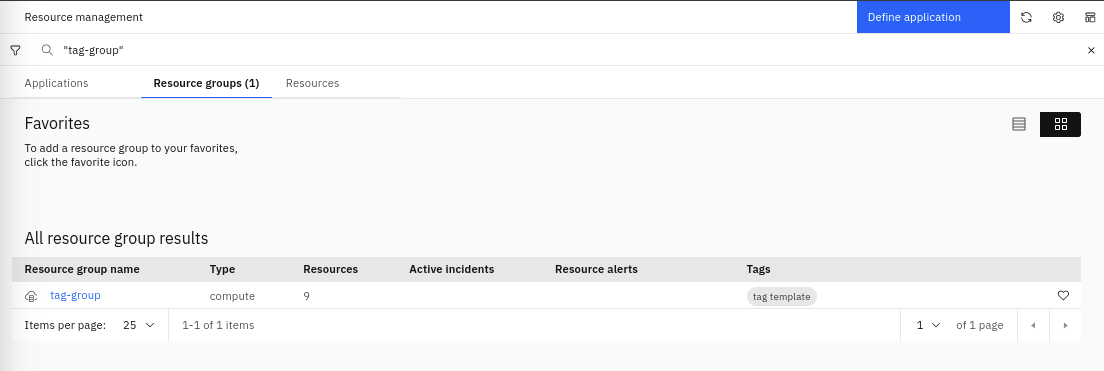 Resource management
Define application
"tag-group"
Applications
Resource groups (1)
Resources
Favorites
To add a resource group to your favorites,
click the favorite icon.
All resource group results
Resource group name Type Resources Active incidents Resource alerts Tags
tag-group compute 9 tag template
Items per page: 25 1-1 of 1 items 1 of 1 page